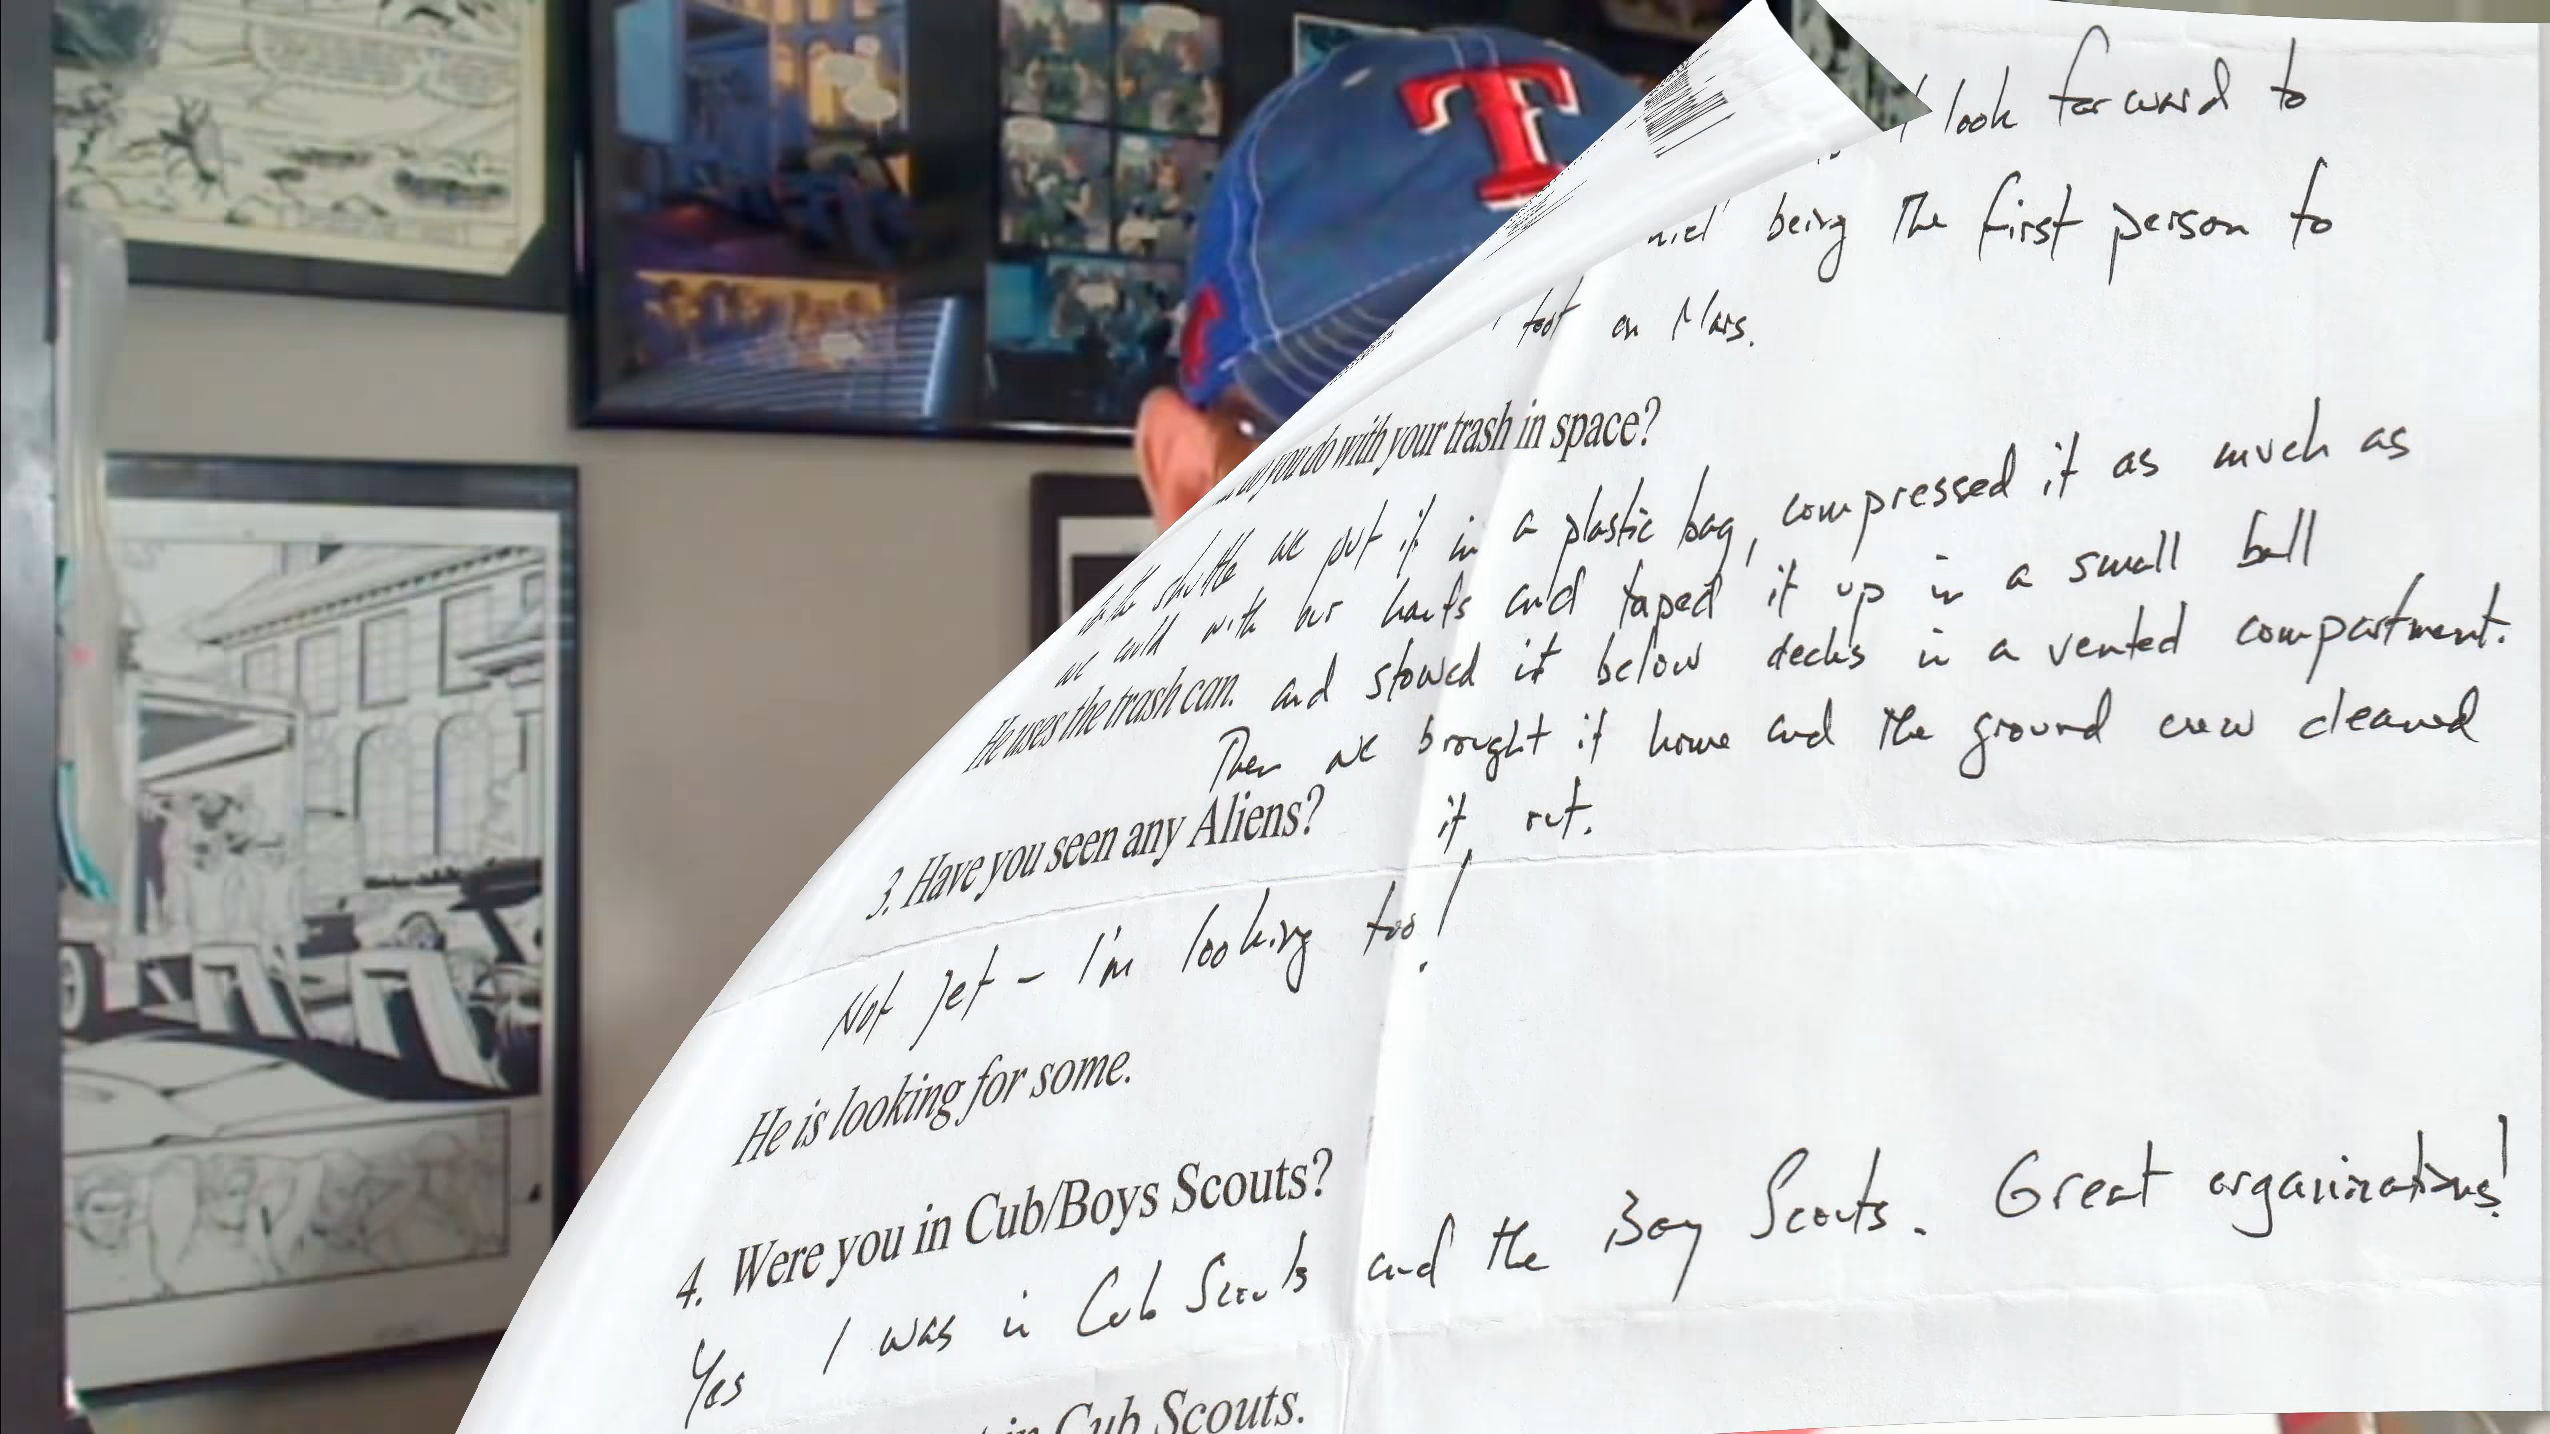 T
look forward to
being the first person to
foot on Mars.
you do with your trash in space?
shuttle we put it in a plastic bag, compressed it as much as
we could with our hands and taped it up in a small ball
He uses the trash can. and stowed it below decks in a vented compartment.
Then we brought it home and the ground crew cleaned
3. Have you seen any Aliens? it out.
Not yet - I'm looking too!
He is looking for some.
4. Were you in Cub/Boys Scouts?
Yes I was in Cub Scouts and the Boy Scouts. Great organizations!
in Cub Scouts.